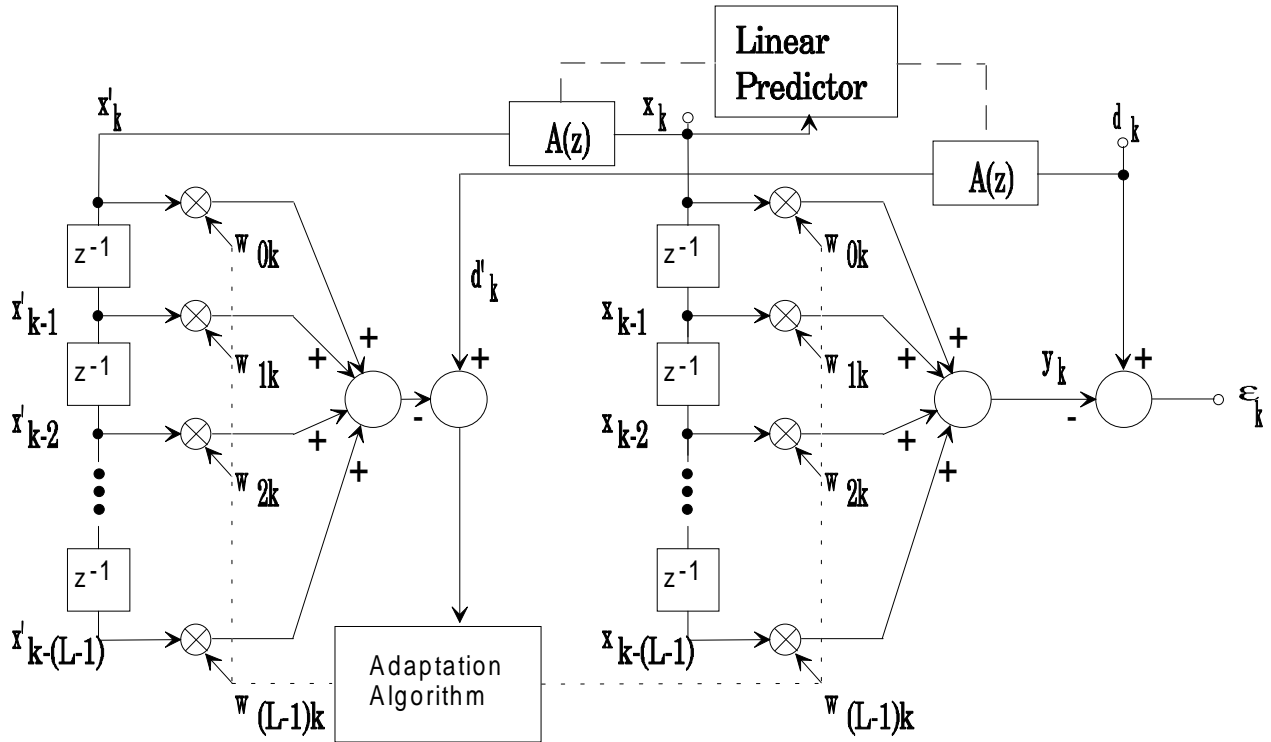 Linear
Predictor
x'k
A(z)
xk
dk
A(z)
w0k
w0k
z-1
z-1
d'k
x'k-1
xk-1
+
+
w1k
+
w1k
+
+
+
z-1
z-1
yk
εk
-
-
x'k-2
xk-2
+
+
w2k
+
w2k
+
z-1
z-1
x'k-(L-1)
xk-(L-1)
Adaptation
Algorithm
w(L-1)k
w(L-1)k